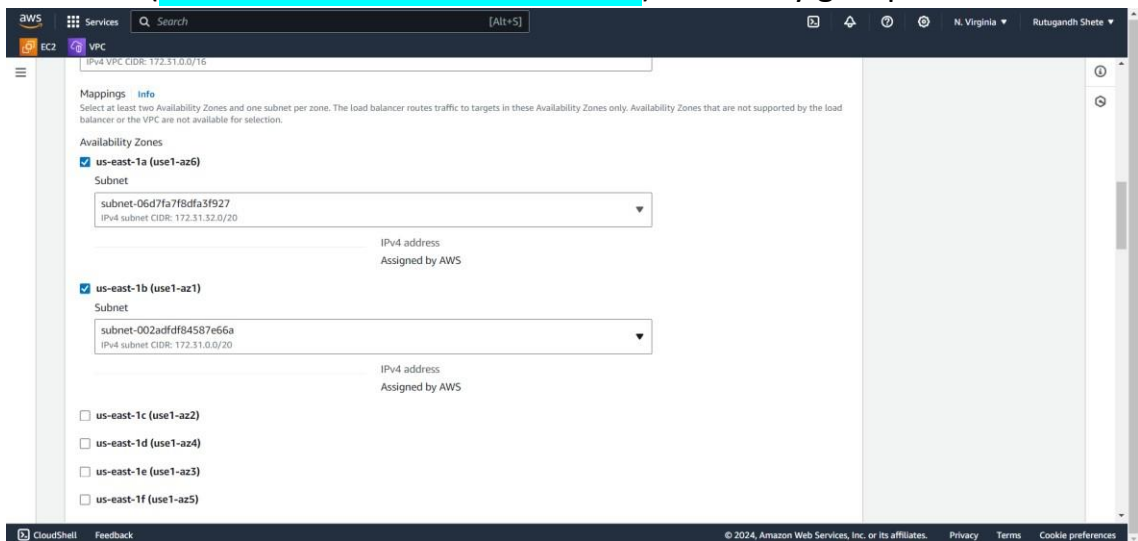 aws Services Search [Alt+S] N. Virginia Rutugandh Shete
EC2 VPC
IPv4 VPC CIDR: 172.31.0.0/16
Mappings Info
Select at least two Availability Zones and one subnet per zone. The load balancer routes traffic to targets in these Availability Zones only. Availability Zones that are not supported by the load
balancer or the VPC are not available for selection.
Availability Zones
us-east-1a (use1-az6)
Subnet
subnet-06d7fa7f8dfa3f927
IPv4 subnet CIDR: 172.31.32.0/20
IPv4 address
Assigned by AWS
us-east-1b (use1-az1)
Subnet
subnet-002adfdf84587e66a
IPv4 subnet CIDR: 172.31.0.0/20
IPv4 address
Assigned by AWS
us-east-1c (use1-az2)
us-east-1d (use1-az4)
us-east-1e (use1-az3)
us-east-1f (use1-az5)
CloudShell Feedback © 2024, Amazon Web Services, Inc. or its affiliates. Privacy Terms Cookie preferences